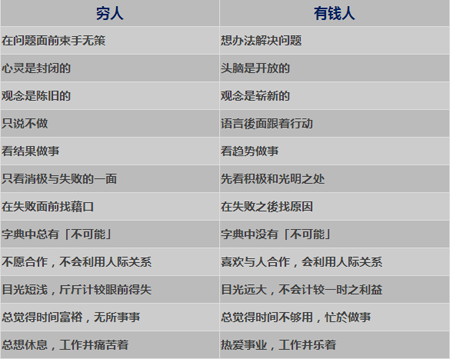 穷人 有钱人
在问题面前束手无策 想办法解决问题
心灵是封闭的 头脑是开放的
观念是陈旧的 观念是崭新的
只说不做 语言後面跟着行动
看结果做事 看趋势做事
只看消极与失败的一面 先看积极和光明之处
在失败面前找藉口 在失败之後找原因
字典中总有「不可能」 字典中没有「不可能」
不愿合作，不会利用人际关系 喜欢与人合作，会利用人际关系
目光短浅，斤斤计较眼前得失 目光远大，不会计较一时之利益
总觉得时间富裕，无所事事 总觉得时间不够用，忙於做事
总想休息，工作并痛苦着 热爱事业，工作并乐着